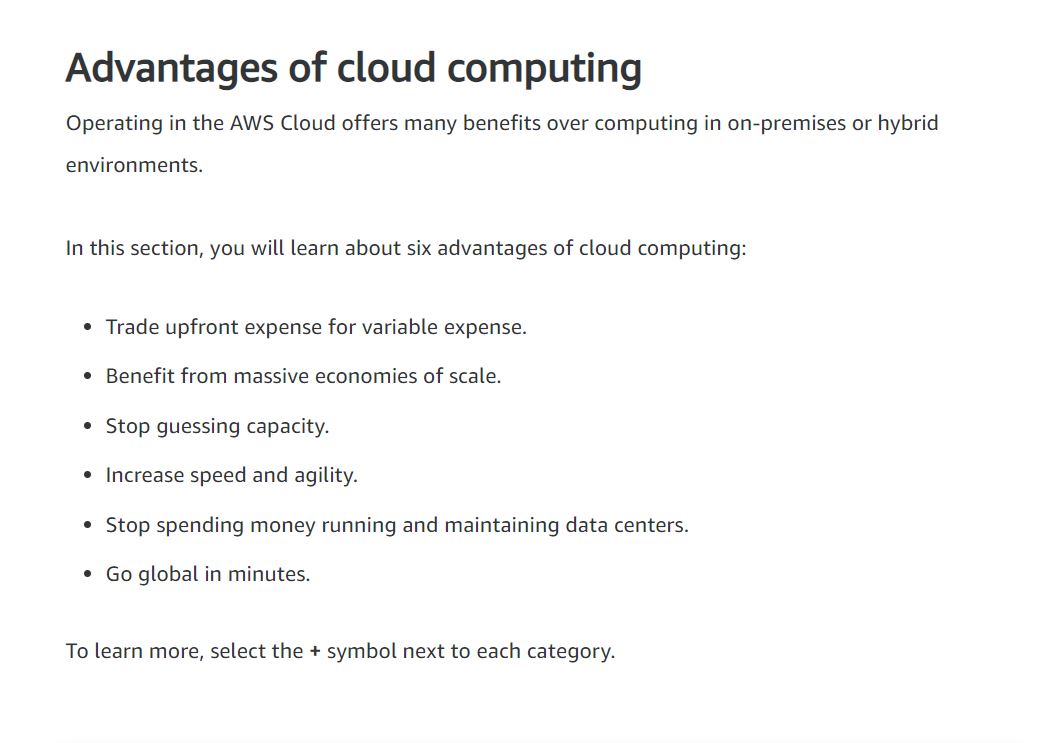 Advantages of cloud computing
Operating in the AWS Cloud offers many benefits over computing in on-premises or hybrid
environments.
In this section, you will learn about six advantages of cloud computing:
• Trade upfront expense for variable expense.
• Benefit from massive economies of scale.
• Stop guessing capacity.
• Increase speed and agility.
• Stop spending money running and maintaining data centers.
• Go global in minutes.
To learn more, select the + symbol next to each category.